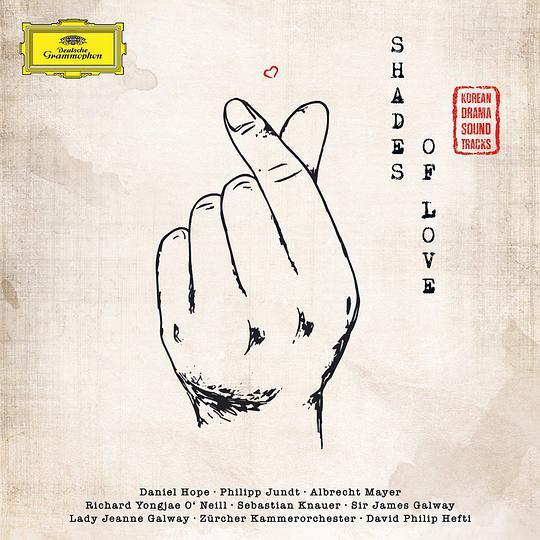 Deutsche
Grammophon
SHADES
OF LOVE
KOREAN
DRAMA
SOUND
TRACKS
Daniel Hope · Philipp Jundt · Albrecht Mayer
Richard Yongjae O' Neill · Sebastian Knauer · Sir James Galway
Lady Jeanne Galway · Zürcher Kammerorchester · David Philip Hefti